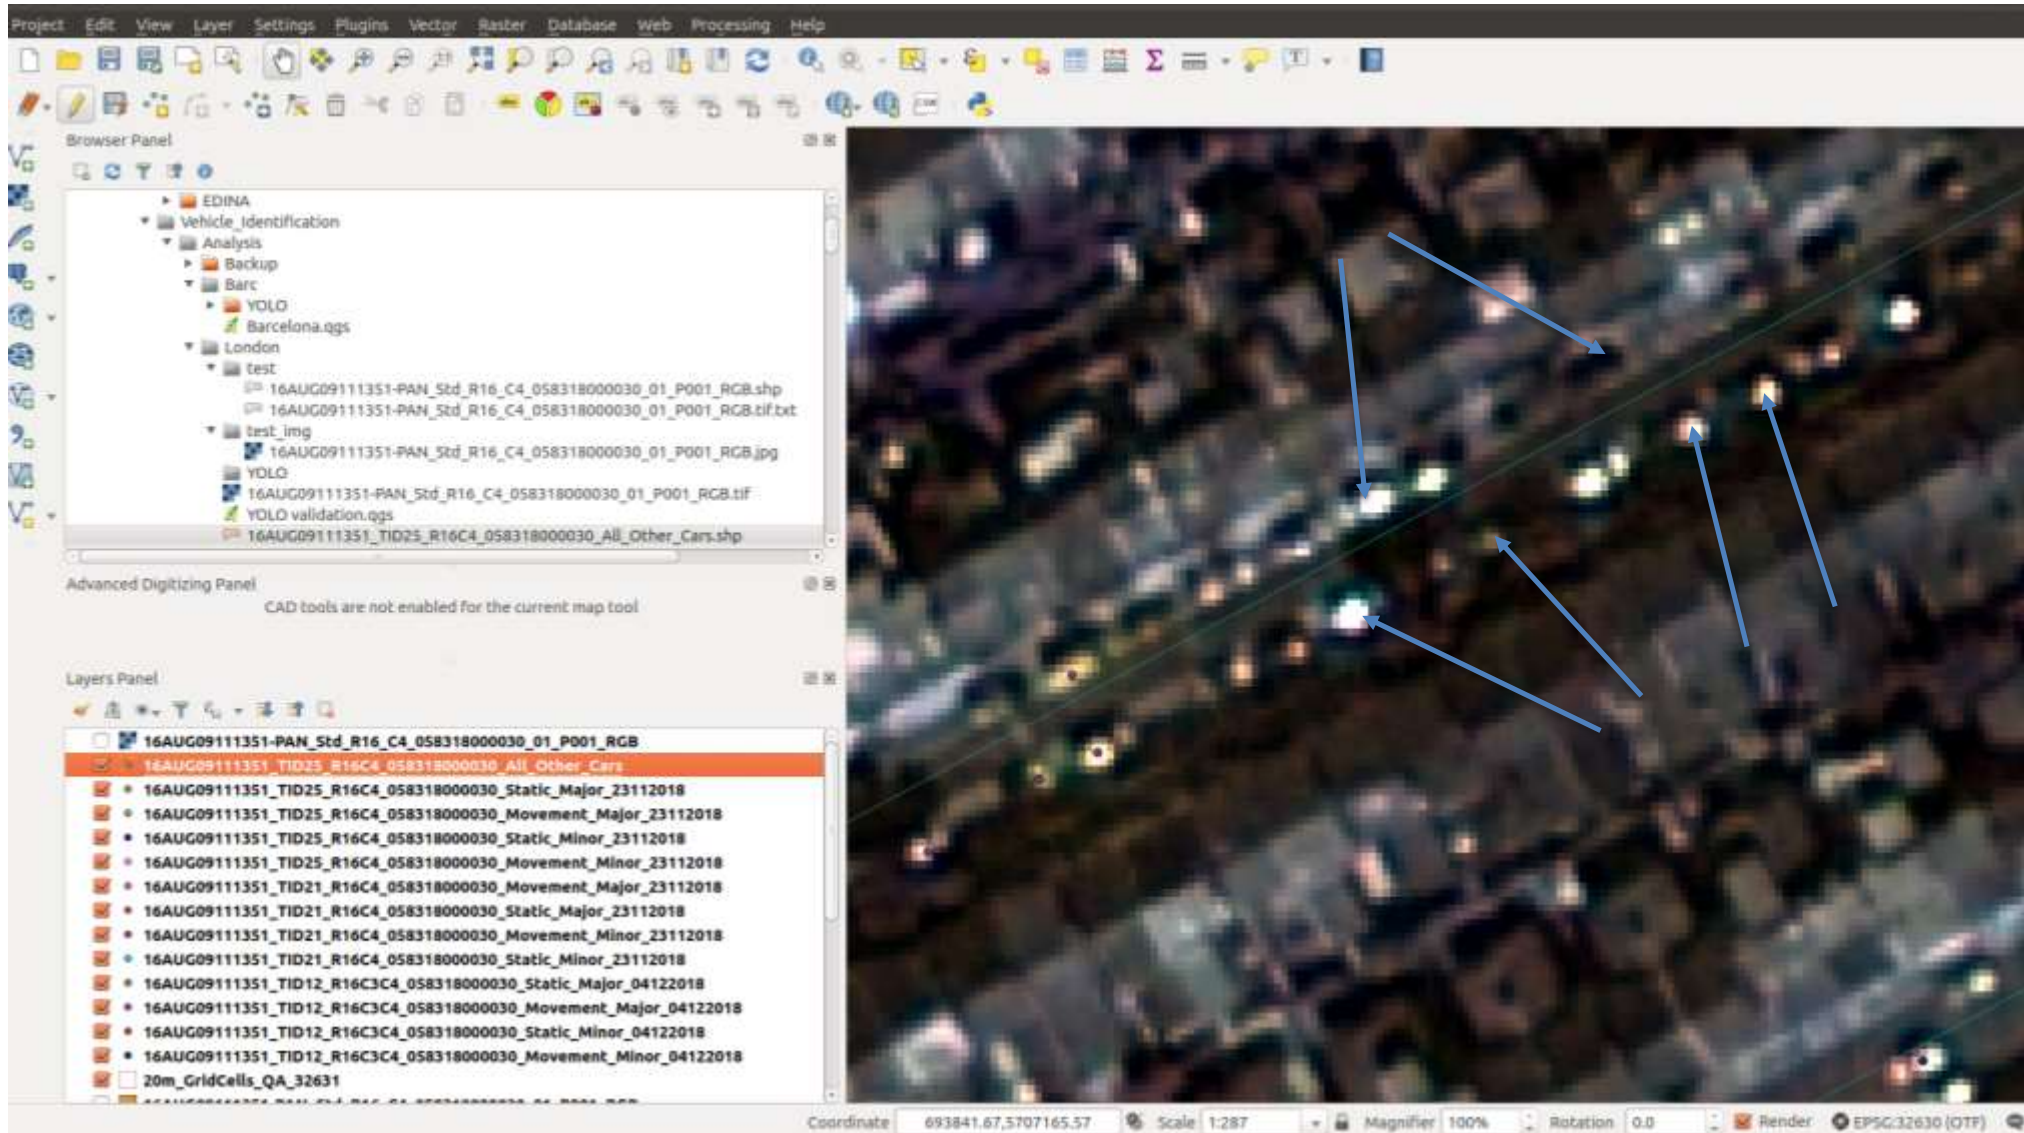 Project Edit View Layer Settings Plugins Vector Raster Database Web Processing Help
Browser Panel
EDINA
Vehicle_Identification
Analysis
Backup
Barc
YOLO
Barcelona.qgs
London
test
16AUG09111351-PAN_Std_R16_C4_058318000030_01_P001_RGB.shp
16AUG09111351-PAN_Std_R16_C4_058318000030_01_P001_RGB.tif.txt
test_img
16AUG09111351-PAN_Std_R16_C4_058318000030_01_P001_RGB.jpg
YOLO
16AUG09111351-PAN_Std_R16_C4_058318000030_01_P001_RGB.tif
YOLO validation.qgs
16AUG09111351_TID25_R16C4_058318000030_All_Other_Cars.shp
Advanced Digitizing Panel
CAD tools are not enabled for the current map tool
Layers Panel
16AUG09111351-PAN_Std_R16_C4_058318000030_01_P001_RGB
16AUG09111351_TID25_R16C4_058318000030_All_Other_Cars
16AUG09111351_TID25_R16C4_058318000030_Static_Major_23112018
16AUG09111351_TID25_R16C4_058318000030_Movement_Major_23112018
16AUG09111351_TID25_R16C4_058318000030_Static_Minor_23112018
16AUG09111351_TID25_R16C4_058318000030_Movement_Minor_23112018
16AUG09111351_TID21_R16C4_058318000030_Movement_Major_23112018
16AUG09111351_TID21_R16C4_058318000030_Static_Major_23112018
16AUG09111351_TID21_R16C4_058318000030_Movement_Minor_23112018
16AUG09111351_TID21_R16C4_058318000030_Static_Minor_23112018
16AUG09111351_TID12_R16C3C4_058318000030_Static_Major_04122018
16AUG09111351_TID12_R16C3C4_058318000030_Movement_Major_04122018
16AUG09111351_TID12_R16C3C4_058318000030_Static_Minor_04122018
16AUG09111351_TID12_R16C3C4_058318000030_Movement_Minor_04122018
20m_GridCells_QA_32631
Coordinate 693841.67,5707165.57 Scale 1:287 Magnifier 100% Rotation 0.0 Render EPSG:32630 (OTF)